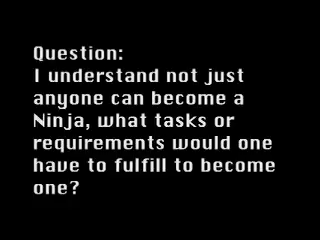 Question:
I understand not just
anyone can become a
Ninja, what tasks or
requirements would one
have to fulfill to become
one?